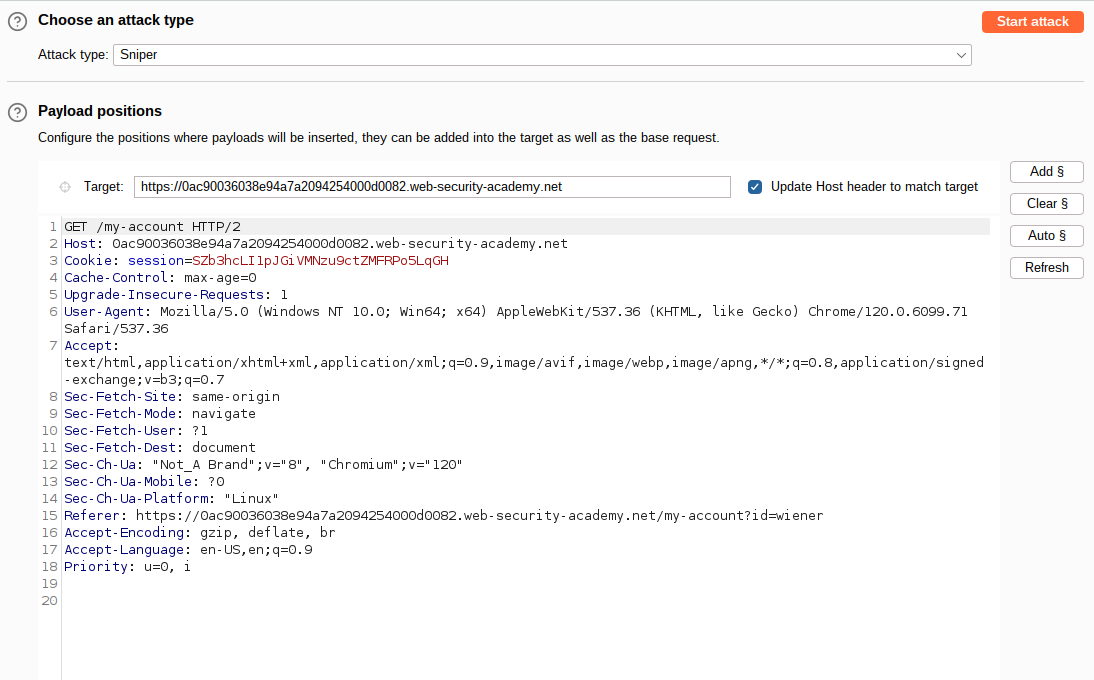 Choose an attack type
Start attack
Attack type: Sniper
Payload positions
Configure the positions where payloads will be inserted, they can be added into the target as well as the base request.
Target: https://0ac90036038e94a7a2094254000d0082.web-security-academy.net
Update Host header to match target
Add §
Clear §
Auto §
Refresh
1 GET /my-account HTTP/2
2 Host: 0ac90036038e94a7a2094254000d0082.web-security-academy.net
3 Cookie: session=SZb3hcLI1pJGiVMNzu9ctZMFRPo5LqGH
4 Cache-Control: max-age=0
5 Upgrade-Insecure-Requests: 1
6 User-Agent: Mozilla/5.0 (Windows NT 10.0; Win64; x64) AppleWebKit/537.36 (KHTML, like Gecko) Chrome/120.0.6099.71
Safari/537.36
7 Accept:
text/html,application/xhtml+xml,application/xml;q=0.9,image/avif,image/webp,image/apng,*/*;q=0.8,application/signed
-exchange;v=b3;q=0.7
8 Sec-Fetch-Site: same-origin
9 Sec-Fetch-Mode: navigate
10 Sec-Fetch-User: ?1
11 Sec-Fetch-Dest: document
12 Sec-Ch-Ua: "Not_A Brand";v="8", "Chromium";v="120"
13 Sec-Ch-Ua-Mobile: ?0
14 Sec-Ch-Ua-Platform: "Linux"
15 Referer: https://0ac90036038e94a7a2094254000d0082.web-security-academy.net/my-account?id=wiener
16 Accept-Encoding: gzip, deflate, br
17 Accept-Language: en-US,en;q=0.9
18 Priority: u=0, i
19
20